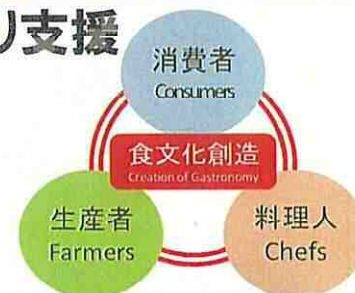 り支援
消費者
Consumers
食文化創造
Creation of Gastronomy
生産者
Farmers
料理人
Chefs